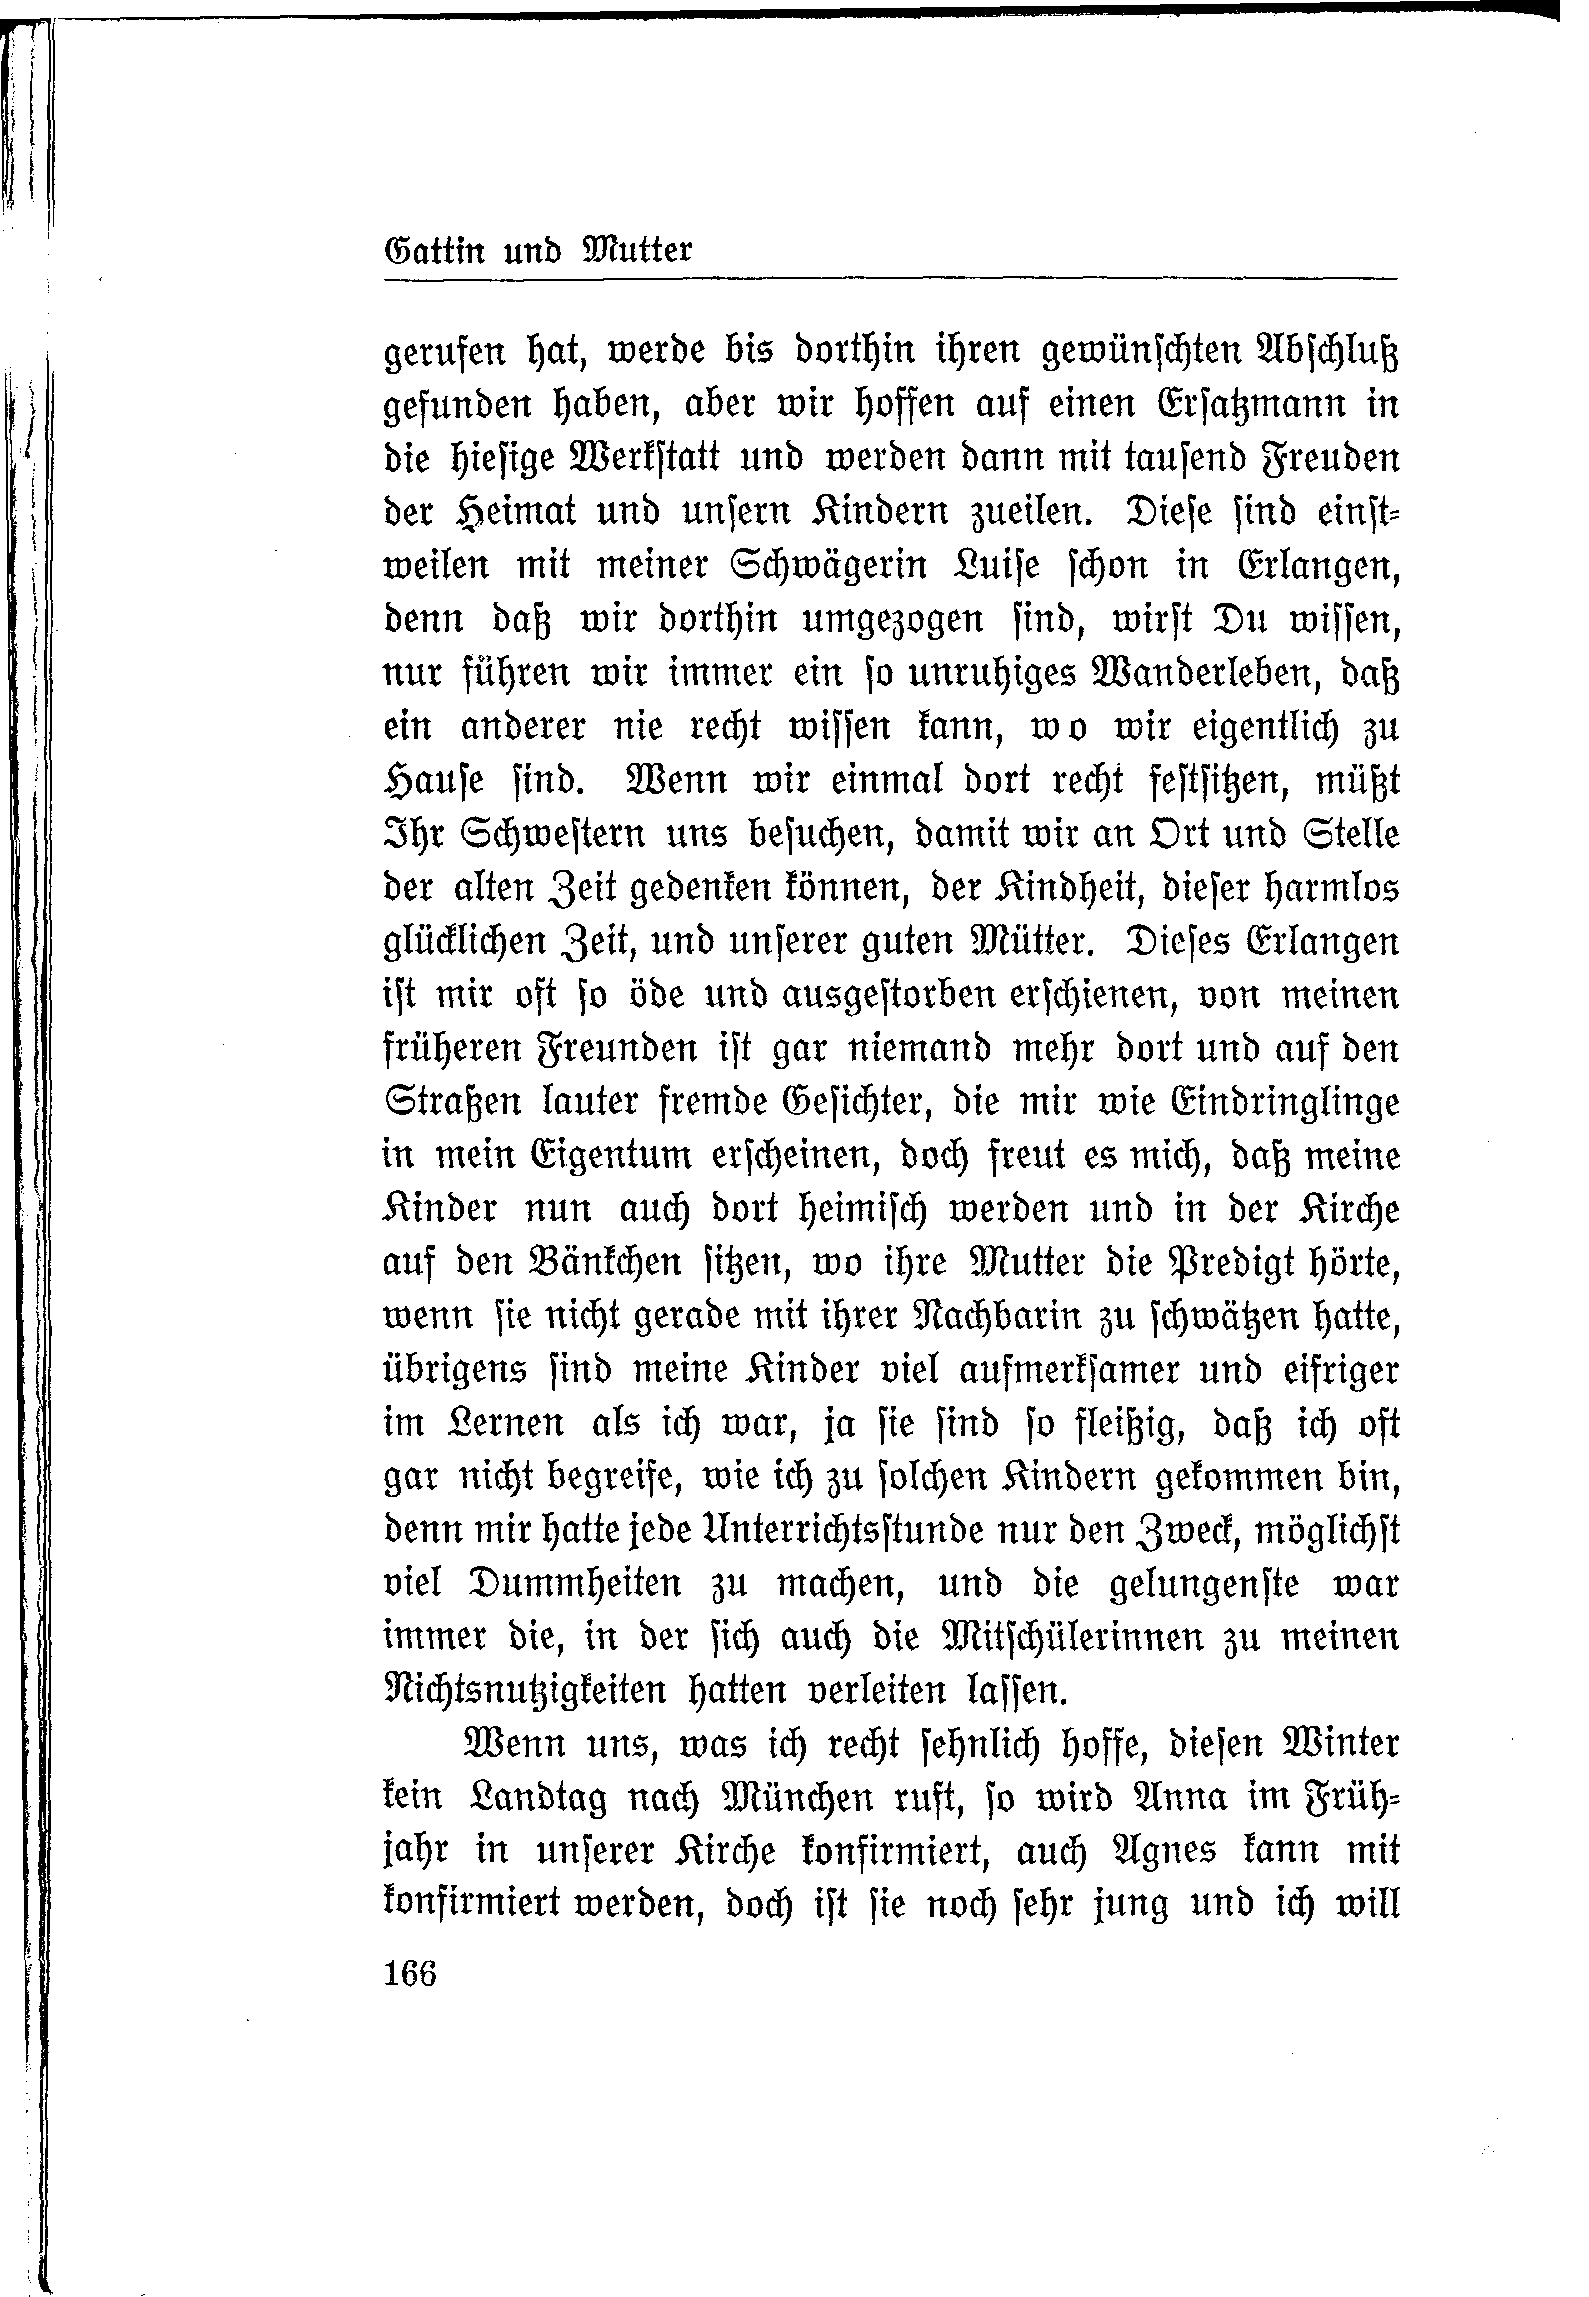 Gattin und Mutter
gerufen hat, werde bis dorthin ihren gewünschten Abschluß
gefunden haben, aber wir hoffen auf einen Ersatzmann in
die hiesige Werkstatt und werden dann mit tausend Freuden
der Heimat und unsern Kindern zueilen. Diese sind einst-
weilen mit meiner Schwägerin Luise schon in Erlangen,
denn daß wir dorthin umgezogen sind, wirst Du wissen,
nur führen wir immer ein so unruhiges Wanderleben, daß
ein anderer nie recht wissen kann, wo wir eigentlich zu
Hause sind. Wenn wir einmal dort recht festsitzen, müßt
Ihr Schwestern uns besuchen, damit wir an Ort und Stelle
der alten Zeit gedenken können, der Kindheit, dieser harmlos
glücklichen Zeit, und unserer guten Mütter. Dieses Erlangen
ist mir oft so öde und ausgestorben erschienen, von meinen
früheren Freunden ist gar niemand mehr dort und auf den
Straßen lauter fremde Gesichter, die mir wie Eindringlinge
in mein Eigentum erscheinen, doch freut es mich, daß meine
Kinder nun auch dort heimisch werden und in der Kirche
auf den Bänkchen sitzen, wo ihre Mutter die Predigt hörte,
wenn sie nicht gerade mit ihrer Nachbarin zu schwätzen hatte,
übrigens sind meine Kinder viel aufmerksamer und eifriger
im Lernen als ich war, ja sie sind so fleißig, daß ich oft
gar nicht begreife, wie ich zu solchen Kindern gekommen bin,
denn mir hatte jede Unterrichtsstunde nur den Zweck, möglichst
viel Dummheiten zu machen, und die gelungenste war
immer die, in der sich auch die Mitschülerinnen zu meinen
Nichtsnutzigkeiten hatten verleiten lassen.
Wenn uns, was ich recht sehnlich hoffe, diesen Winter
kein Landtag nach München ruft, so wird Anna im Früh-
jahr in unserer Kirche konfirmiert, auch Agnes kann mit
konfirmiert werden, doch ist sie noch sehr jung und ich will
166